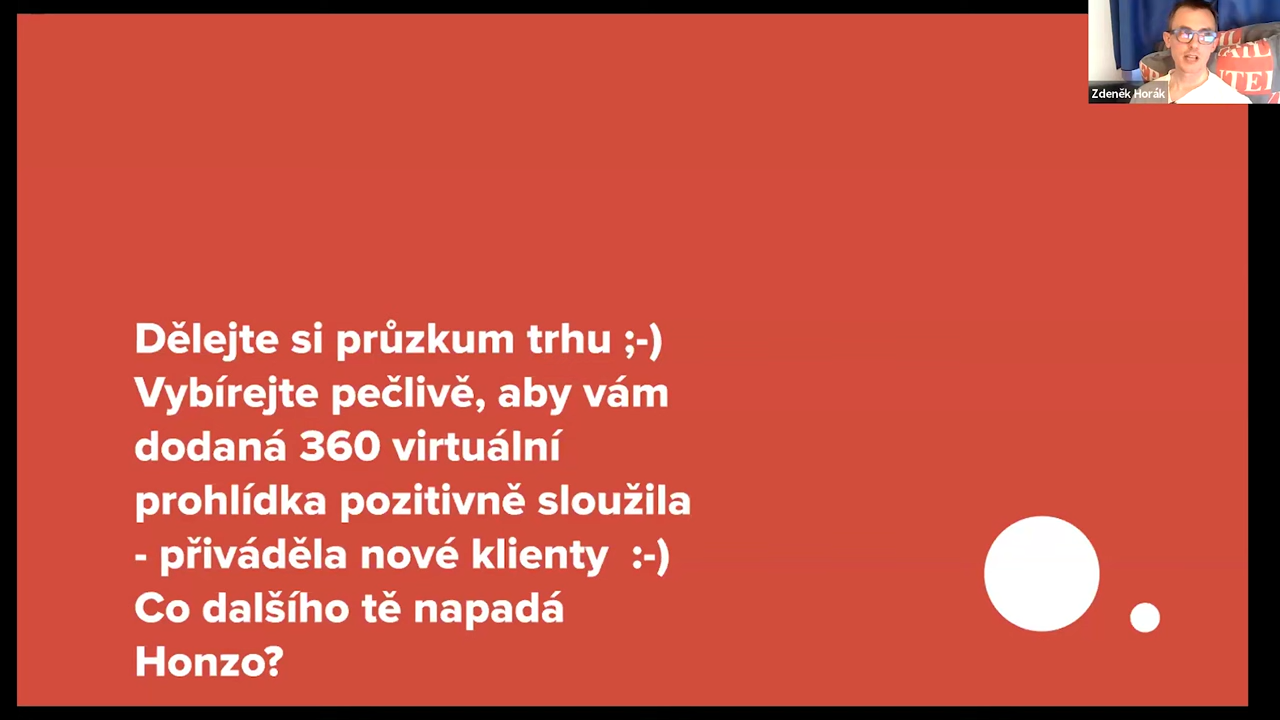 Zdeněk Horák
Dělejte si průzkum trhu ;-)
Vybírejte pečlivě, aby vám
dodaná 360 virtuální
prohlídka pozitivně sloužila
- přiváděla nové klienty :-)
Co dalšího tě napadá
Honzo?